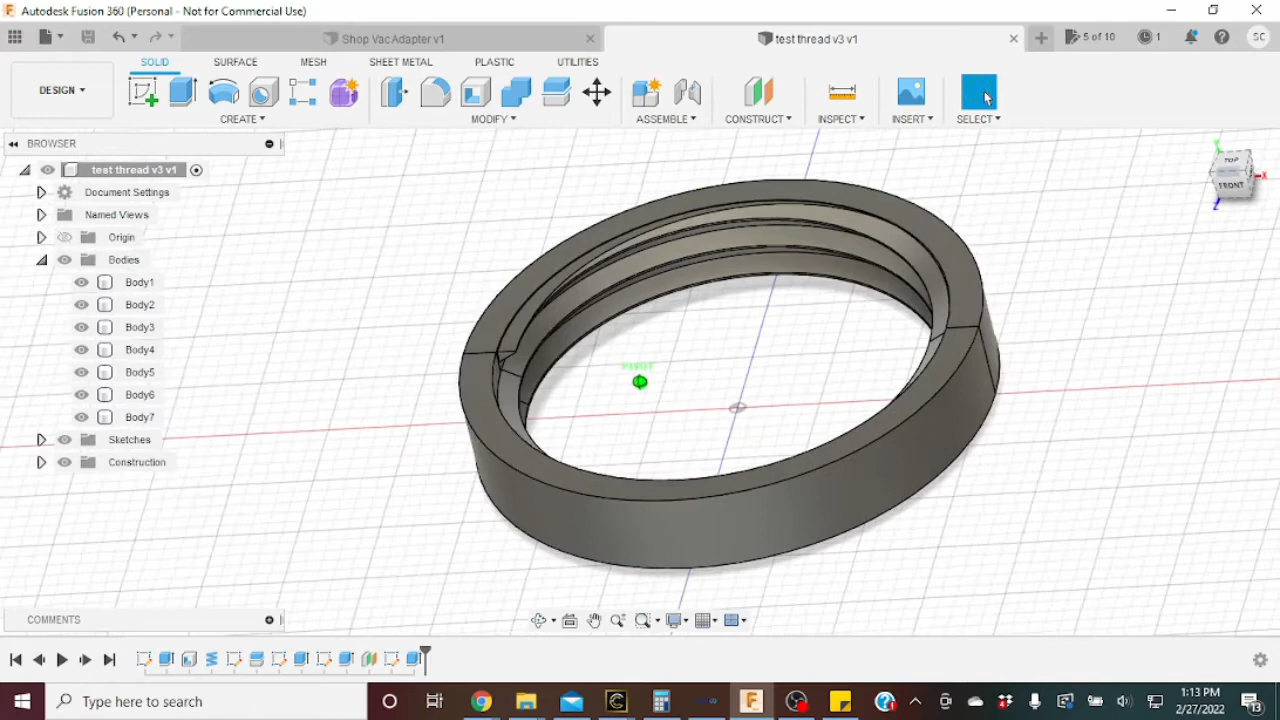 Autodesk Fusion 360 (Personal - Not for Commercial Use)
Shop Vac Adapter v1
test thread v3 v1
5 of 10
1
SC
DESIGN
SOLID
SURFACE
MESH
SHEET METAL
PLASTIC
UTILITIES
CREATE
MODIFY
ASSEMBLE
CONSTRUCT
INSPECT
INSERT
SELECT
BROWSER
test thread v3 v1
Document Settings
Named Views
Origin
Bodies
Body1
Body2
Body3
Body4
Body5
Body6
Body7
Sketches
Construction
PIVOT
Y
TOP
FRONT
X
Z
COMMENTS
Type here to search
1:13 PM
2/27/2022
13